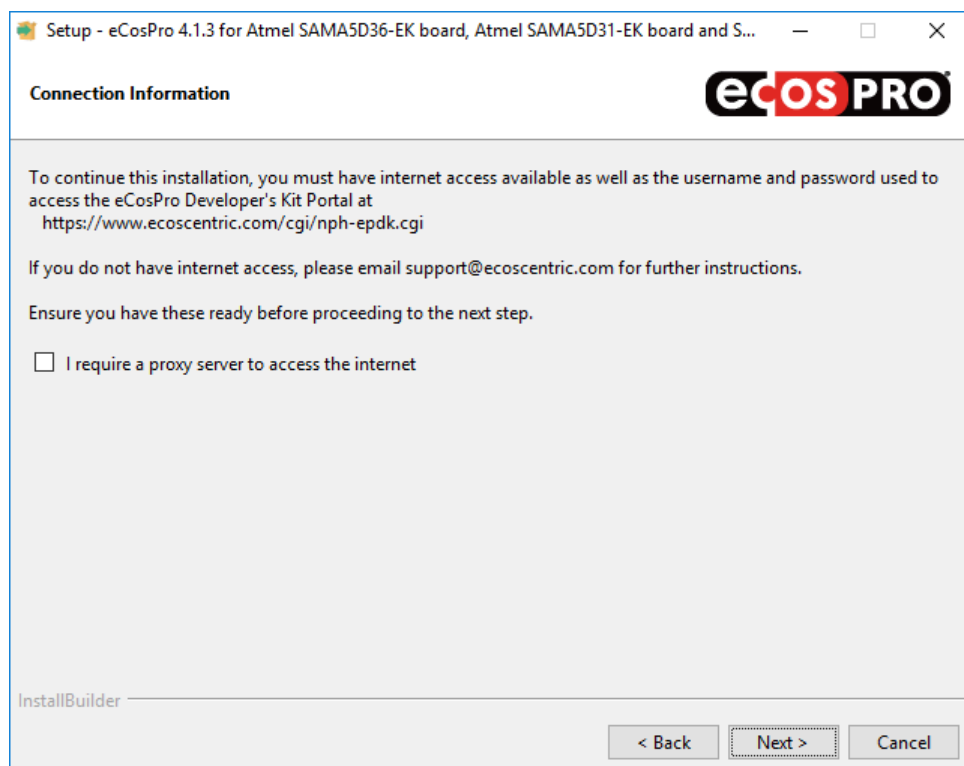 Setup - eCosPro 4.1.3 for Atmel SAMA5D36-EK board, Atmel SAMA5D31-EK board and S...
Connection Information
ecosPRO
To continue this installation, you must have internet access available as well as the username and password used to
access the eCosPro Developer's Kit Portal at
https://www.ecoscentric.com/cgi/nph-epdk.cgi
If you do not have internet access, please email support@ecoscentric.com for further instructions.
Ensure you have these ready before proceeding to the next step.
I require a proxy server to access the internet
InstallBuilder
< Back Next > Cancel